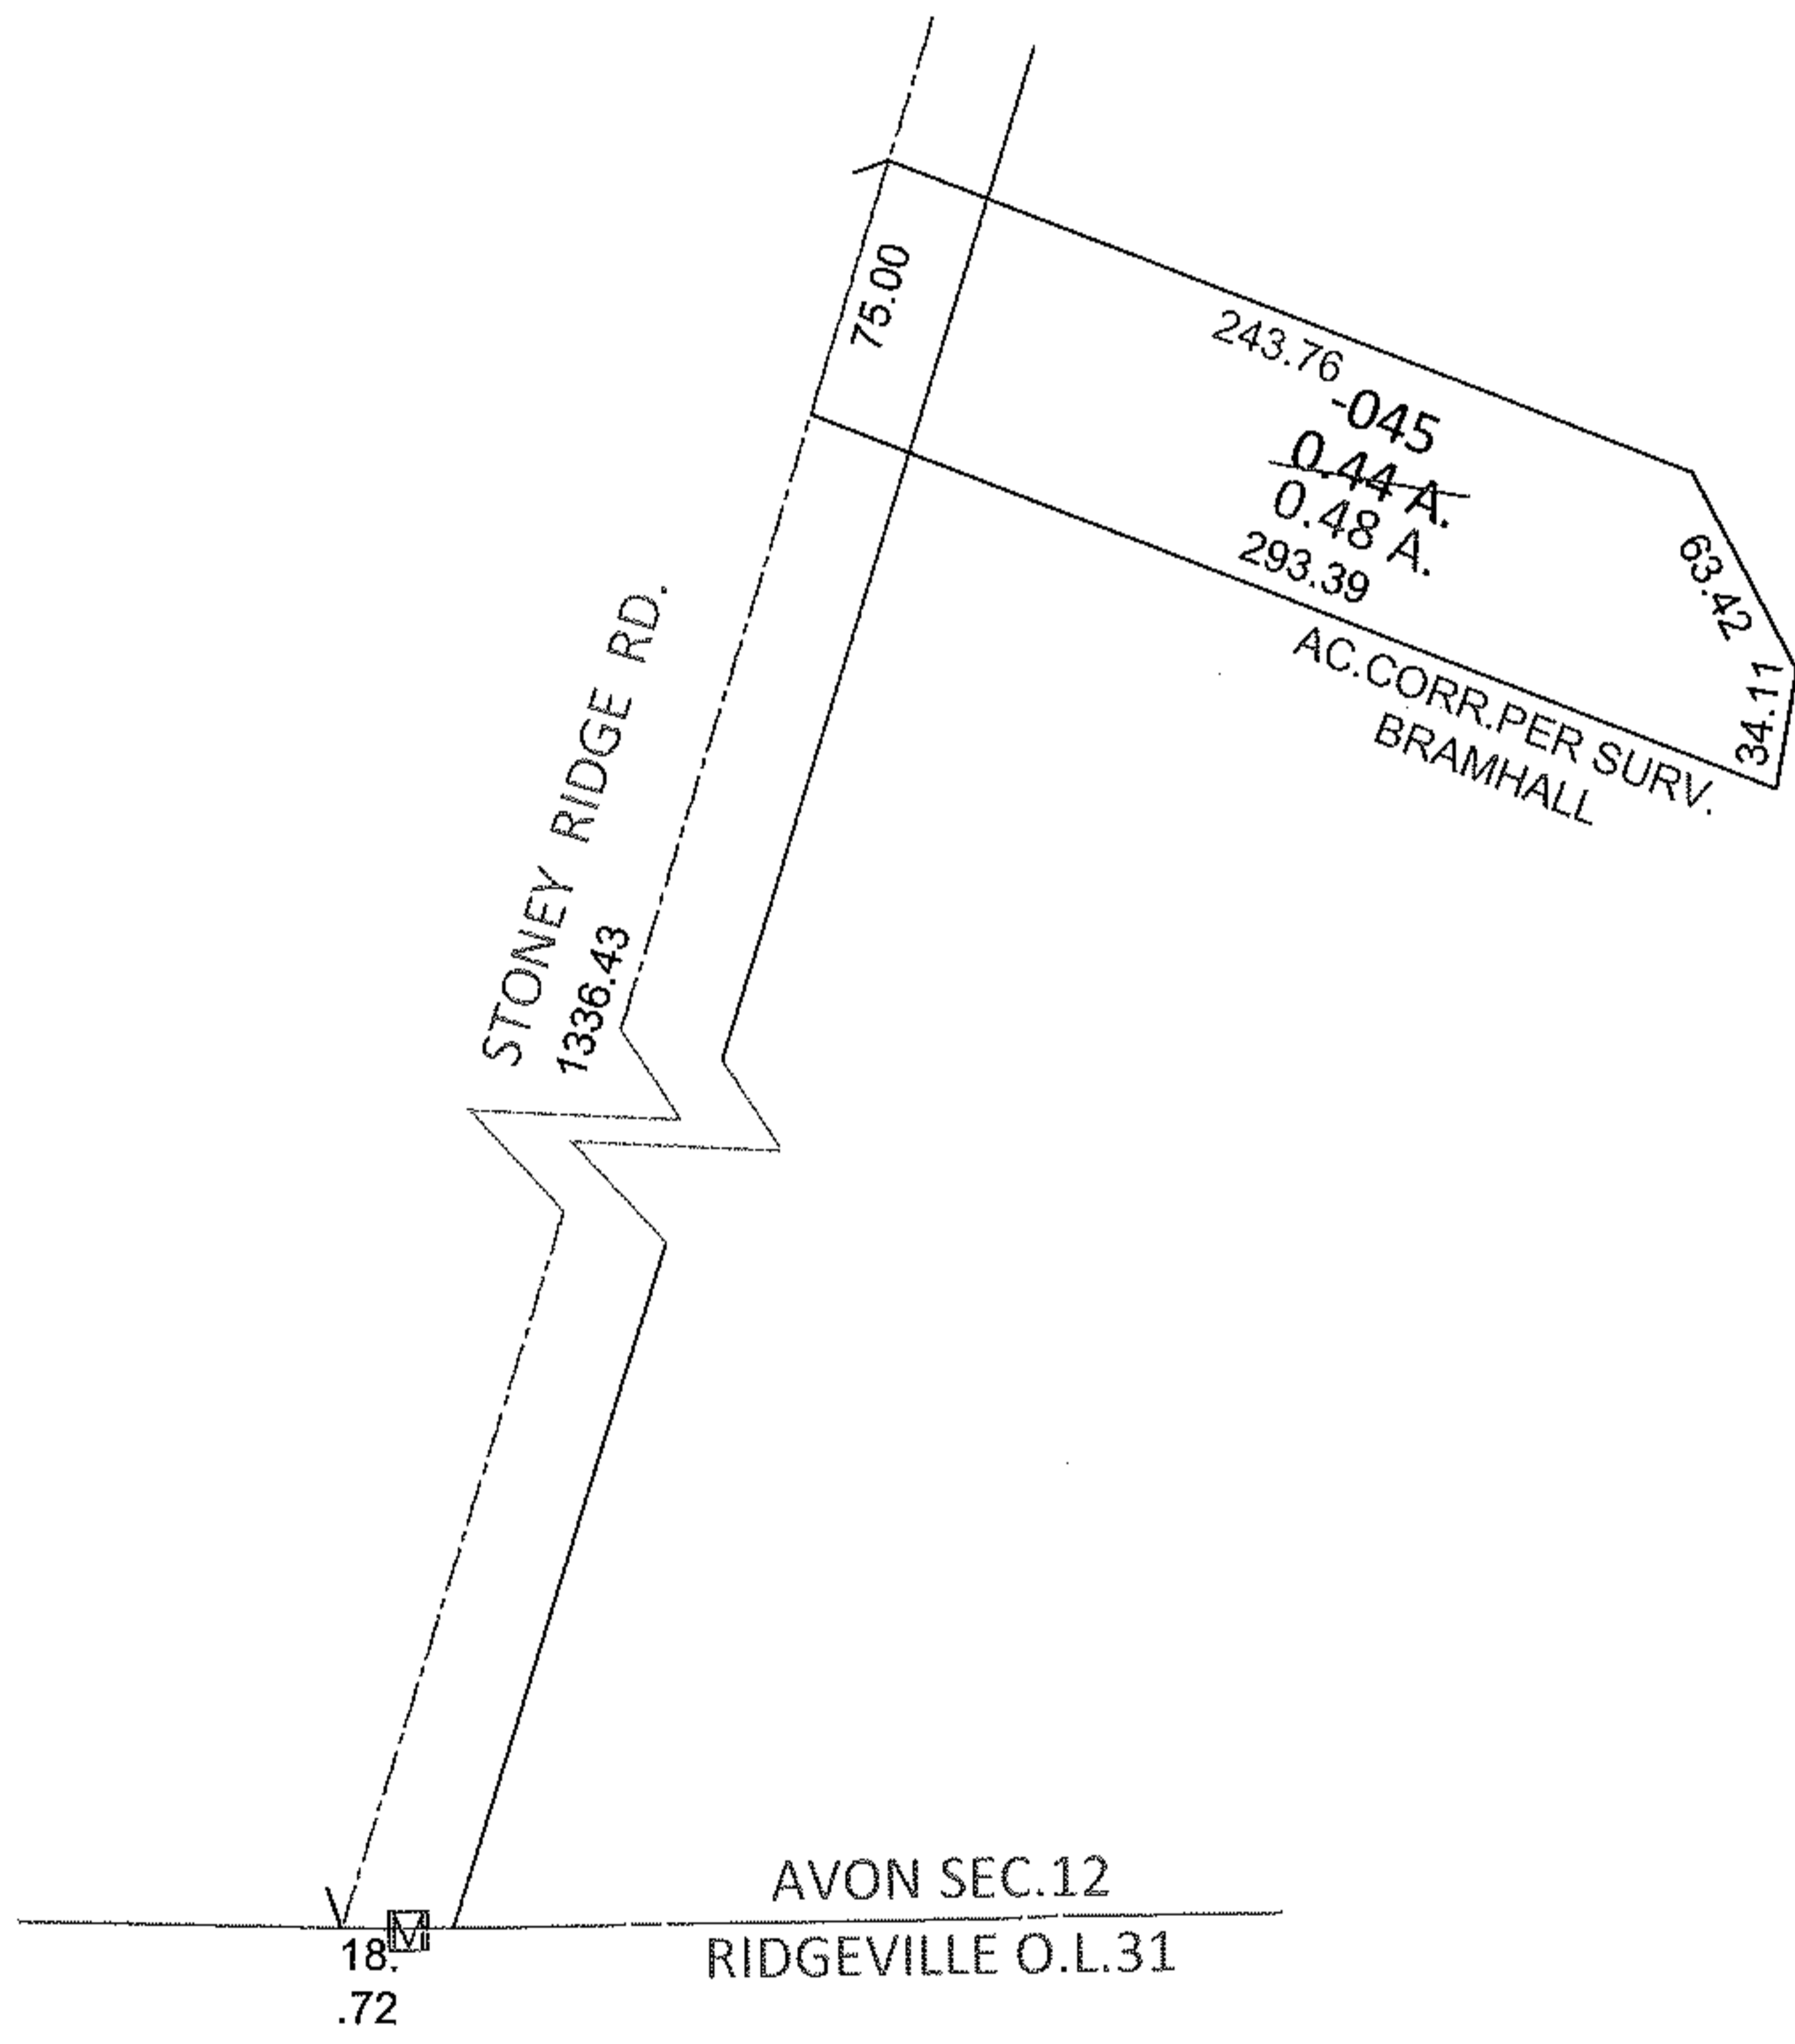 75.00
243.76
-045
0.44 A.
0.48 A.
293.39
63.42
34.11
AC.CORR.PER SURV.
BRAMHALL
STONEY RIDGE RD.
1336.43
AVON SEC.12
M
RIDGEVILLE O.L.31
18.
.72